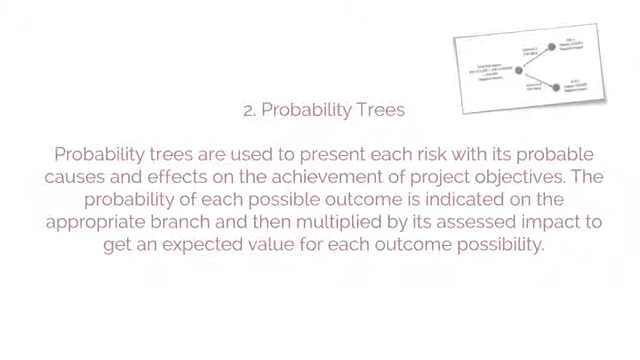 2. Probability Trees
Probability trees are used to present each risk with its probable
causes and effects on the achievement of project objectives. The
probability of each possible outcome is indicated on the
appropriate branch and then multiplied by its assessed impact to
get an expected value for each outcome possibility.